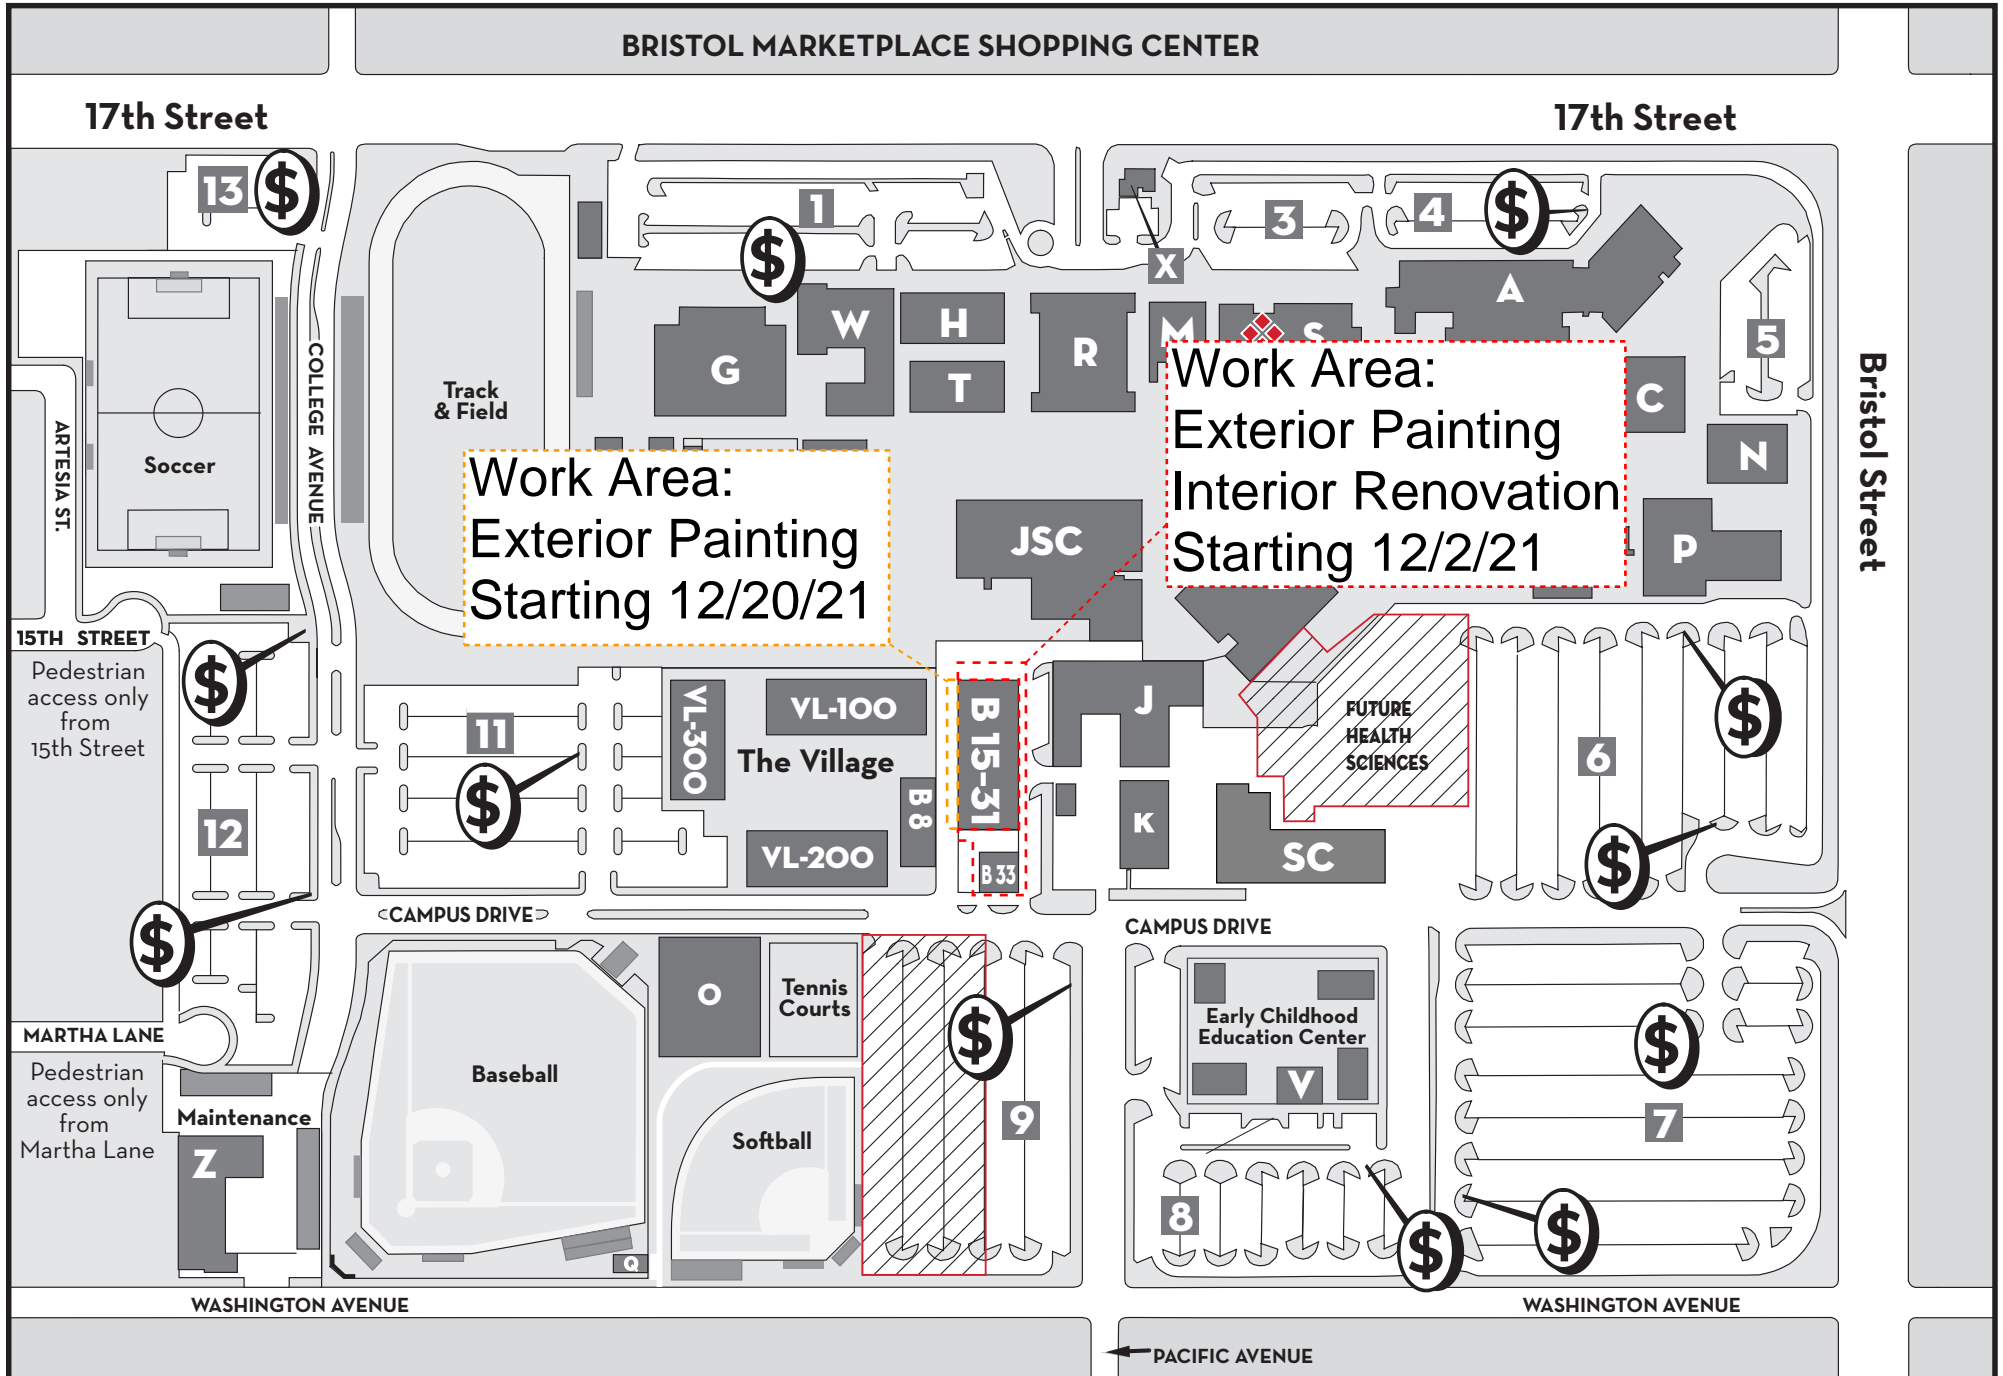 BRISTOL MARKETPLACE SHOPPING CENTER
17th Street
17th Street
13
$
1
$
3
4
$
X
A
5
W
H
G
T
R
M
S
C
N
P
Bristol Street
COLLEGE AVENUE
ARTESIA ST.
Soccer
Track
& Field
Work Area:
Exterior Painting
Interior Renovation
Starting 12/2/21
Work Area:
Exterior Painting
Starting 12/20/21
JSC
15TH STREET
Pedestrian
access only
from
15th Street
$
11
$
VL-300
VL-100
The Village
B 8
VL-200
B 15-31
B 33
J
K
SC
FUTURE
HEALTH
SCIENCES
6
$
$
12
$
CAMPUS DRIVE
CAMPUS DRIVE
MARTHA LANE
Pedestrian
access only
from
Martha Lane
Maintenance
Z
Baseball
O
Tennis
Courts
Softball
Q
$
9
Early Childhood
Education Center
V
8
$
$
7
$
WASHINGTON AVENUE
WASHINGTON AVENUE
PACIFIC AVENUE